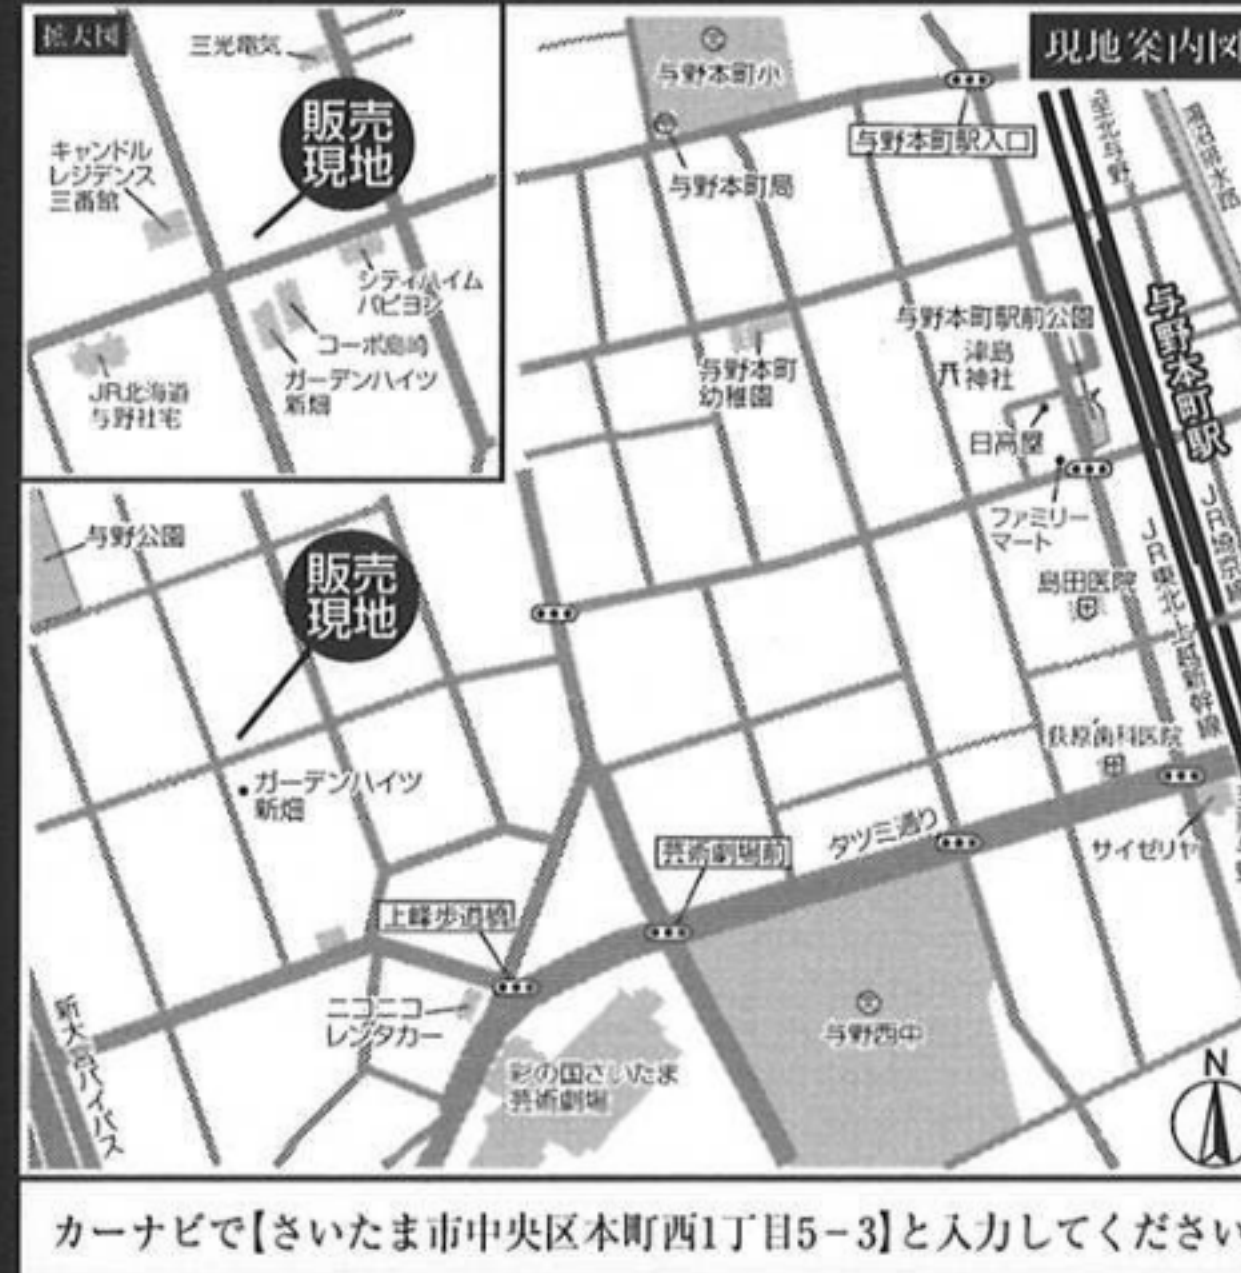 拡大図
三光電気
販売
現地
キャンドル
レジデンス
三番館
シティハイム
パピヨン
コーポ島崎
ガーデンハイツ
新畑
JR北海道
与野社宅
現地案内図
与野本町小
与野本町駅入口
与野本町局
至北与野
与野本町駅前公園
津島
神社
与野本町
幼稚園
日高屋
与野本町駅
ファミリー
マート
JR埼京線
JR東北・上越新幹線
島田医院
与野公園
販売
現地
荻原歯科医院
ガーデンハイツ
新畑
タツミ通り
芸術劇場前
サイゼリヤ
上峰歩道橋
ニコニコ
レンタカー
与野西中
彩の国さいたま
芸術劇場
新大宮バイパス
N
カーナビで【さいたま市中央区本町西1丁目5-3】と入力してください